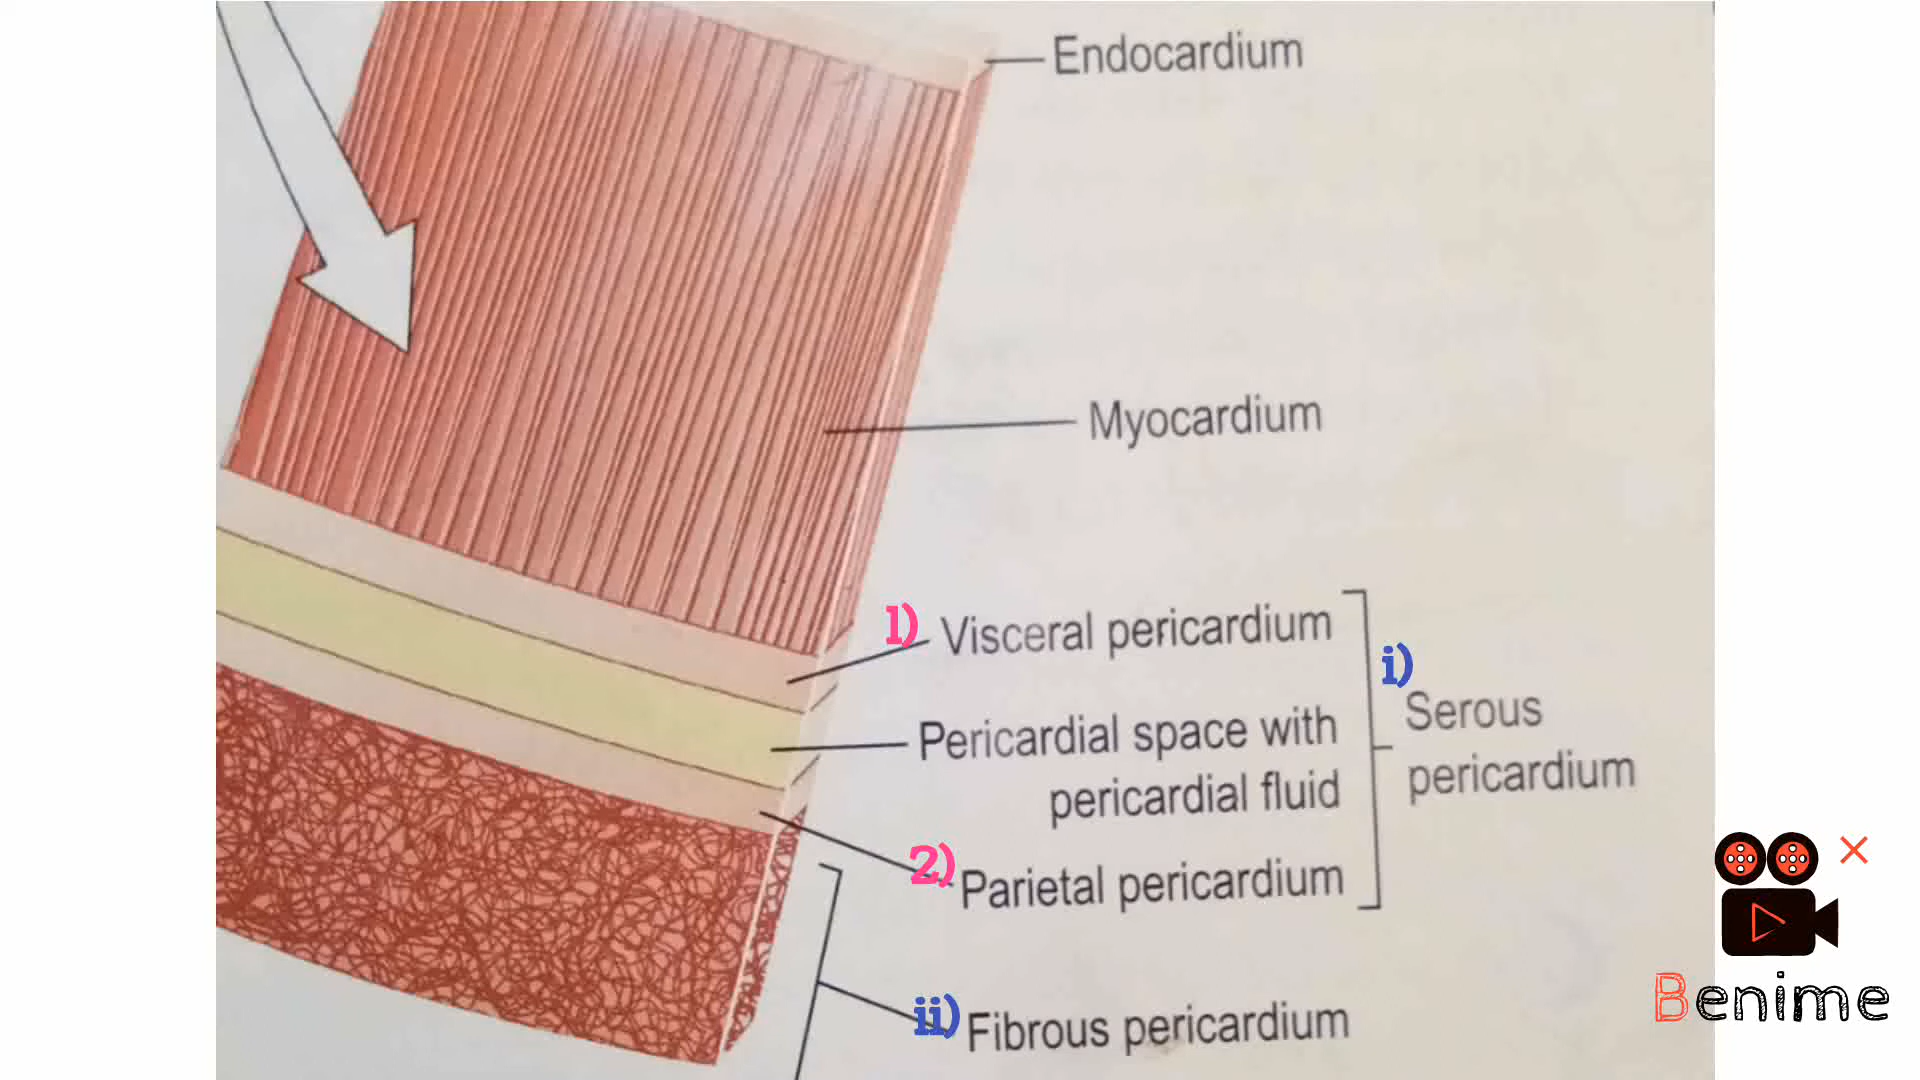 Endocardium
Myocardium
1) Visceral pericardium
Pericardial space with
pericardial fluid
2) Parietal pericardium
i)
Serous
pericardium
ii) Fibrous pericardium
Benime